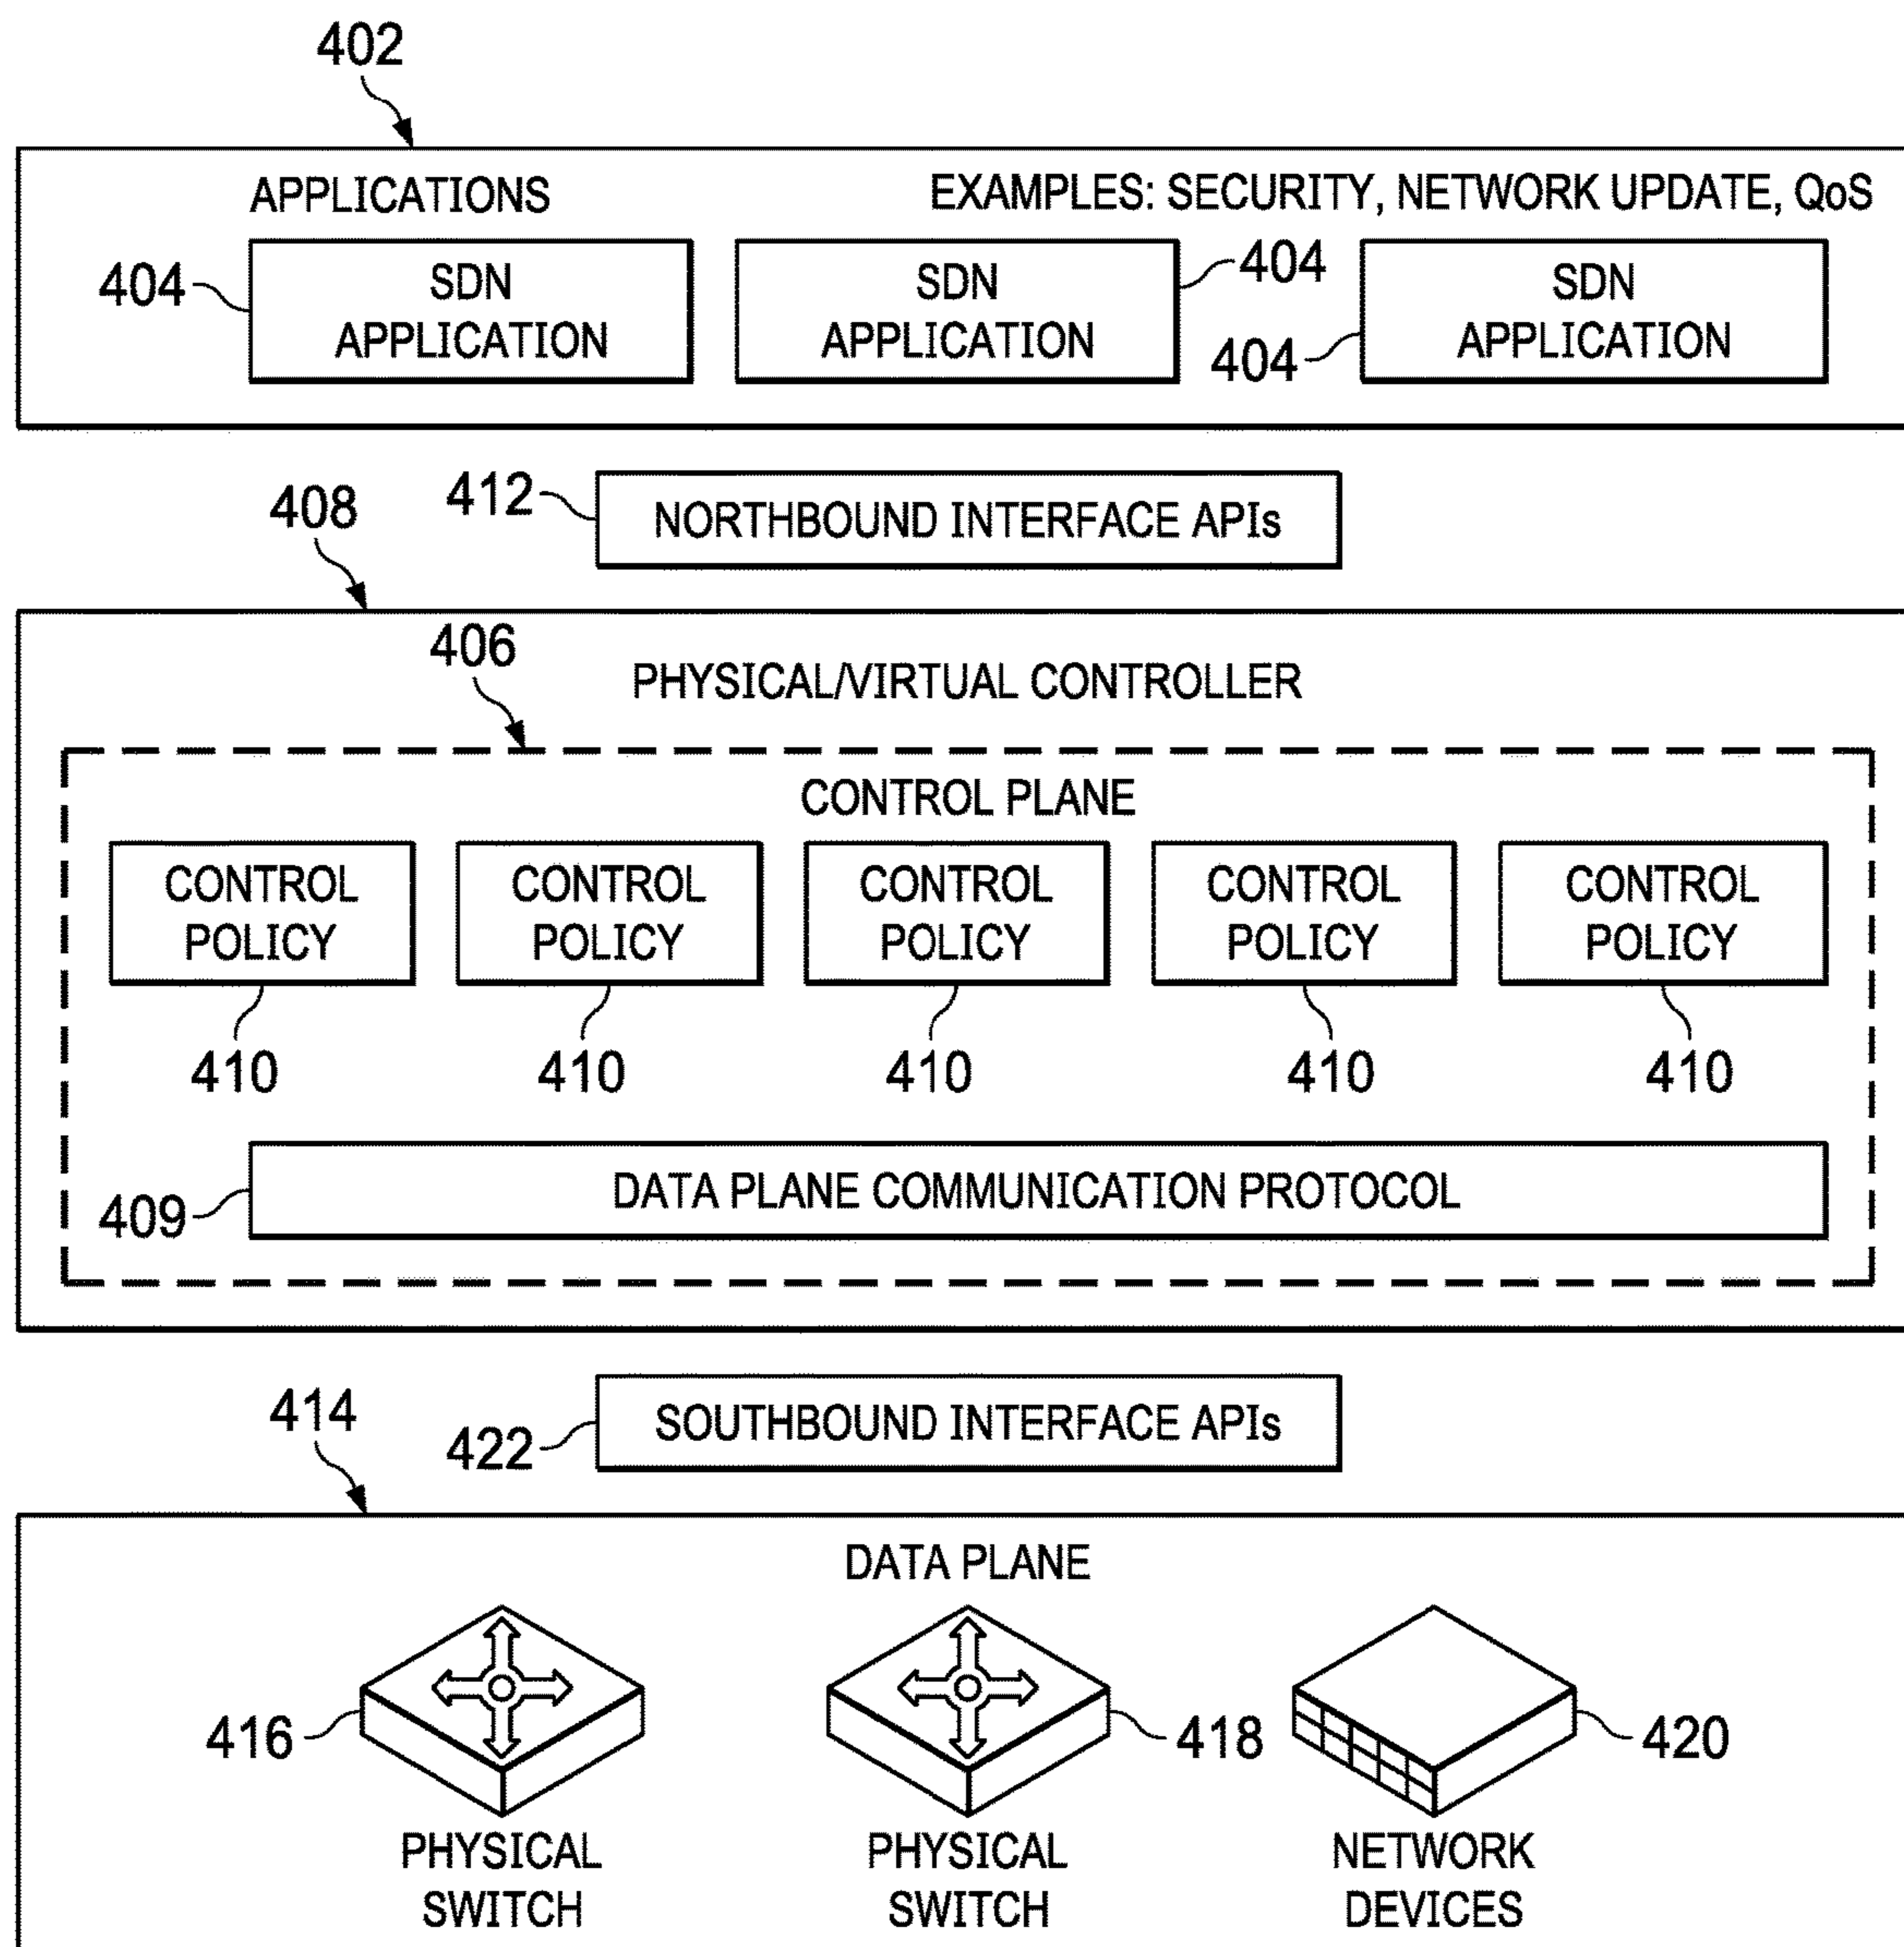 402
APPLICATIONS
EXAMPLES: SECURITY, NETWORK UPDATE, QoS
404
SDN
APPLICATION
SDN
APPLICATION
404
404
SDN
APPLICATION
412
NORTHBOUND INTERFACE APIs
408
406
PHYSICAL/VIRTUAL CONTROLLER
CONTROL PLANE
CONTROL
POLICY
CONTROL
POLICY
CONTROL
POLICY
CONTROL
POLICY
CONTROL
POLICY
410
410
410
410
410
409
DATA PLANE COMMUNICATION PROTOCOL
414
422
SOUTHBOUND INTERFACE APIs
DATA PLANE
416
418
420
PHYSICAL
SWITCH
PHYSICAL
SWITCH
NETWORK
DEVICES